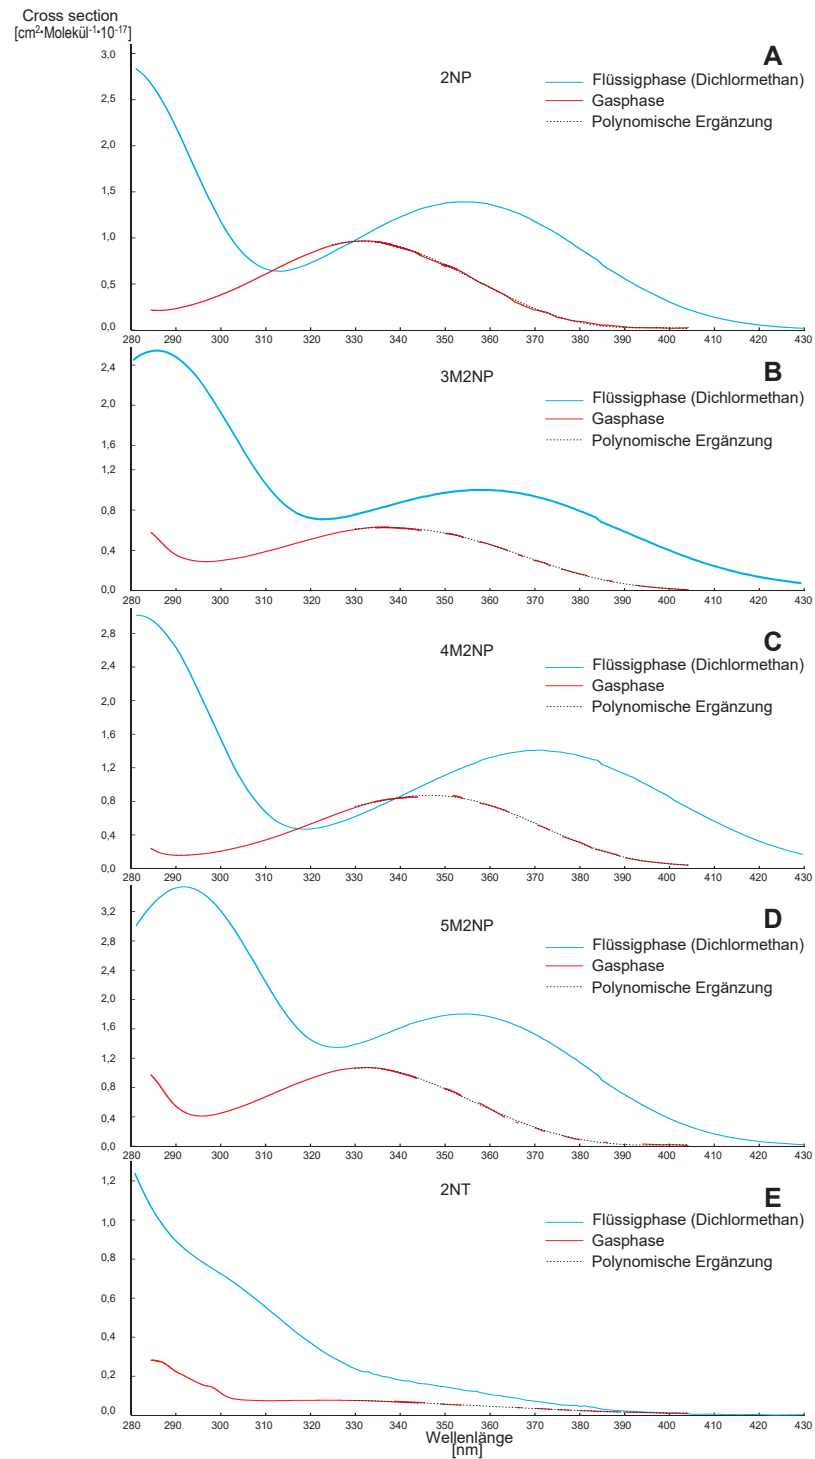 Cross section
[cm²·Molekül⁻¹·10⁻¹⁷]
A
2NP
Flüssigphase (Dichlormethan)
Gasphase
Polynomische Ergänzung
3,0
2,5
2,0
1,5
1,0
0,5
0,0
280 290 300 310 320 330 340 350 360 370 380 390 400 410 420 430
B
3M2NP
Flüssigphase (Dichlormethan)
Gasphase
Polynomische Ergänzung
2,4
2,0
1,6
1,2
0,8
0,4
0,0
280 290 300 310 320 330 340 350 360 370 380 390 400 410 420 430
C
4M2NP
Flüssigphase (Dichlormethan)
Gasphase
Polynomische Ergänzung
2,8
2,4
2,0
1,6
1,2
0,8
0,4
0,0
280 290 300 310 320 330 340 350 360 370 380 390 400 410 420 430
D
5M2NP
Flüssigphase (Dichlormethan)
Gasphase
Polynomische Ergänzung
3,2
2,8
2,4
2,0
1,6
1,2
0,8
0,4
0,0
280 290 300 310 320 330 340 350 360 370 380 390 400 410 420 430
E
2NT
Flüssigphase (Dichlormethan)
Gasphase
Polynomische Ergänzung
1,2
1,0
0,8
0,6
0,4
0,2
0,0
280 290 300 310 320 330 340 350 360 370 380 390 400 410 420 430
Wellenlänge
[nm]